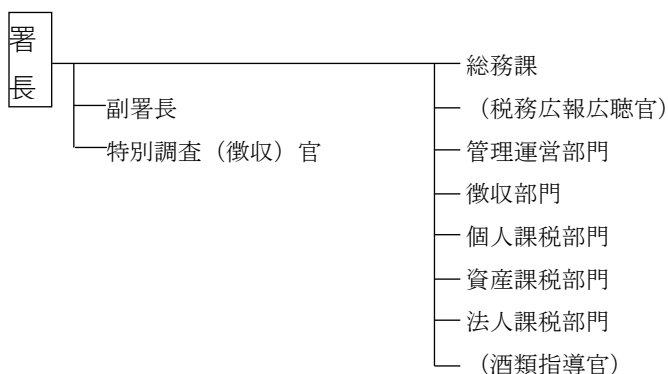 署長
副署長
特別調査（徴収）官
総務課
（税務広報広聴官）
管理運営部門
徴収部門
個人課税部門
資産課税部門
法人課税部門
（酒類指導官）